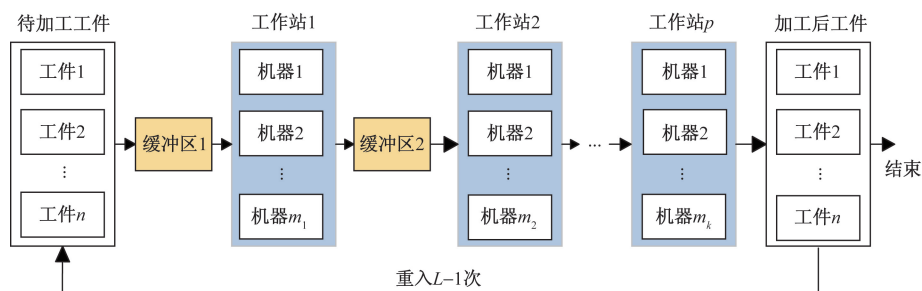 待加工工件
工件1
工件2
⋮
工件n
缓冲区1
工作站1
机器1
机器2
⋮
机器m₁
缓冲区2
工作站2
机器1
机器2
⋮
机器m₂
...
工作站p
机器1
机器2
⋮
机器mₖ
加工后工件
工件1
工件2
⋮
工件n
结束
重入L–1次